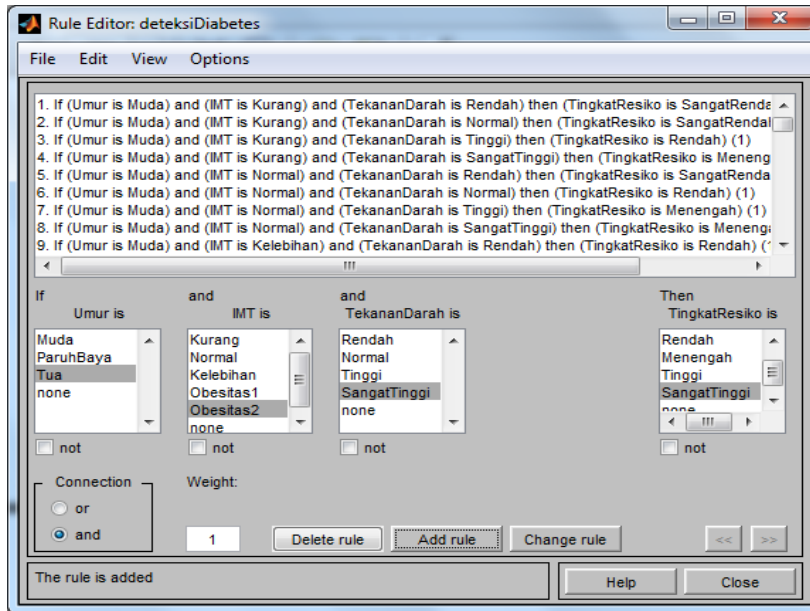 Rule Editor: deteksiDiabetes
File Edit View Options
1. If (Umur is Muda) and (IMT is Kurang) and (TekananDarah is Rendah) then (TingkatResiko is SangatRenda
2. If (Umur is Muda) and (IMT is Kurang) and (TekananDarah is Normal) then (TingkatResiko is SangatRendal
3. If (Umur is Muda) and (IMT is Kurang) and (TekananDarah is Tinggi) then (TingkatResiko is Rendah) (1)
4. If (Umur is Muda) and (IMT is Kurang) and (TekananDarah is SangatTinggi) then (TingkatResiko is Meneng
5. If (Umur is Muda) and (IMT is Normal) and (TekananDarah is Rendah) then (TingkatResiko is SangatRenda
6. If (Umur is Muda) and (IMT is Normal) and (TekananDarah is Normal) then (TingkatResiko is Rendah) (1)
7. If (Umur is Muda) and (IMT is Normal) and (TekananDarah is Tinggi) then (TingkatResiko is Menengah) (1)
8. If (Umur is Muda) and (IMT is Normal) and (TekananDarah is SangatTinggi) then (TingkatResiko is Menenga
9. If (Umur is Muda) and (IMT is Kelebihan) and (TekananDarah is Rendah) then (TingkatResiko is Rendah) (1
If and and Then
Umur is IMT is TekananDarah is TingkatResiko is
Muda
ParuhBaya
Tua
none
not
Kurang
Normal
Kelebihan
Obesitas1
Obesitas2
none
not
Rendah
Normal
Tinggi
SangatTinggi
none
not
Rendah
Menengah
Tinggi
SangatTinggi
none
not
Connection
or
and
Weight:
1
Delete rule Add rule Change rule << >>
The rule is added
Help Close